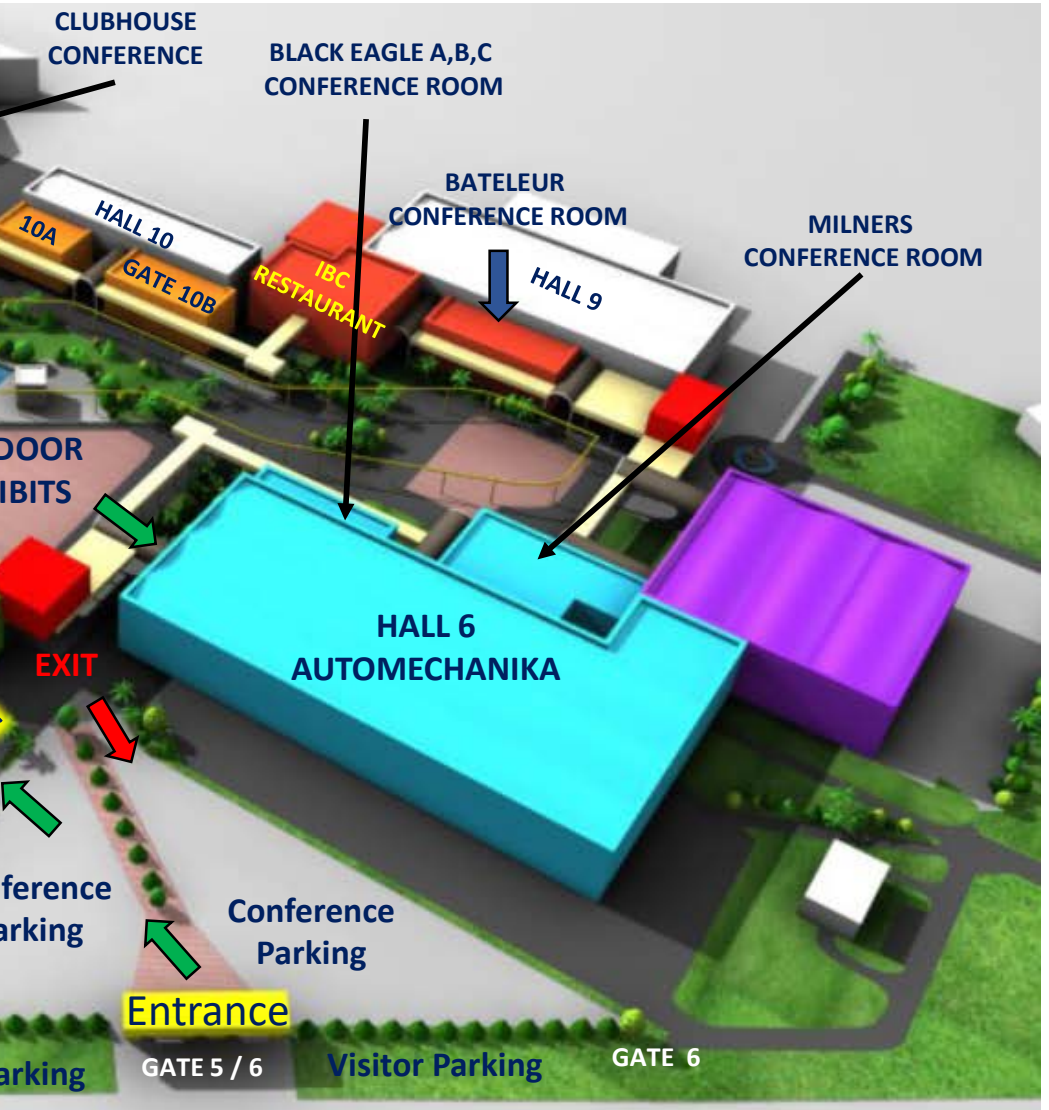 CLUBHOUSE
CONFERENCE
BLACK EAGLE A,B,C
CONFERENCE ROOM
BATELEUR
CONFERENCE ROOM
MILNERS
CONFERENCE ROOM
10A
HALL 10
GATE 10B
IBC
RESTAURANT
HALL 9
DOOR
IBITS
HALL 6
AUTOMECHANIKA
EXIT
ference
arking
Conference
Parking
Entrance
arking
GATE 5 / 6
Visitor Parking
GATE 6